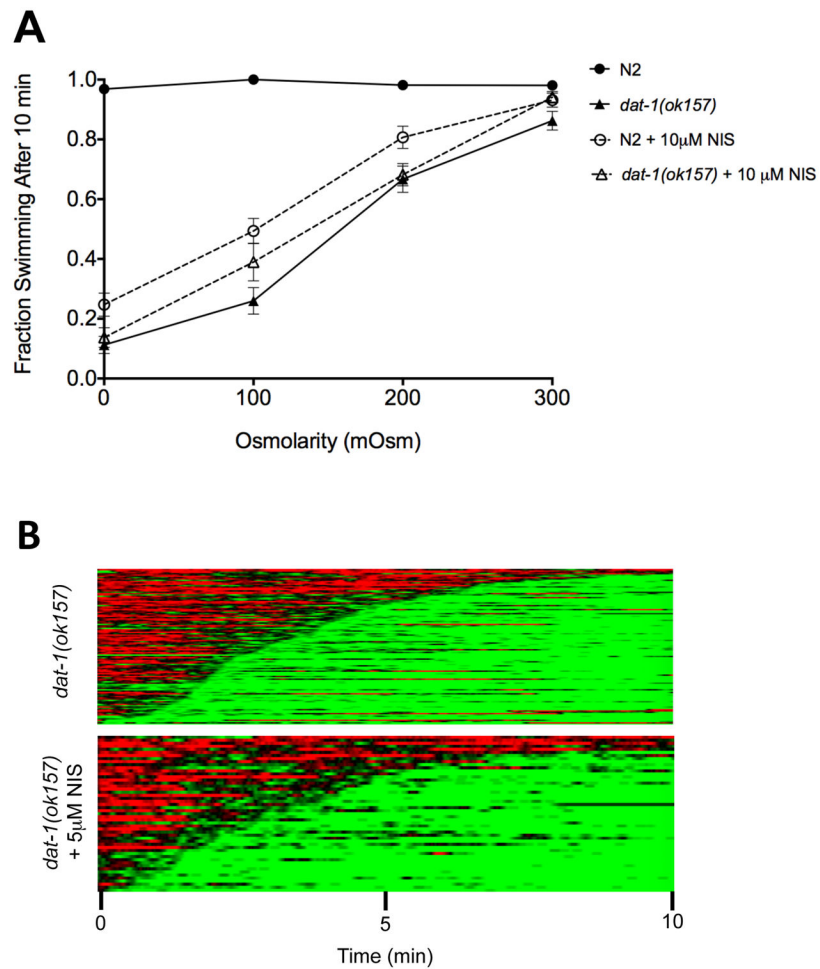 A
Fraction Swimming After 10 min
1.0
0.8
0.6
0.4
0.2
0.0
0
100
200
300
Osmolarity (mOsm)
N2
dat-1(ok157)
N2 + 10μM NIS
dat-1(ok157) + 10 μM NIS
B
dat-1(ok157)
dat-1(ok157)
+ 5μM NIS
0
5
10
Time (min)